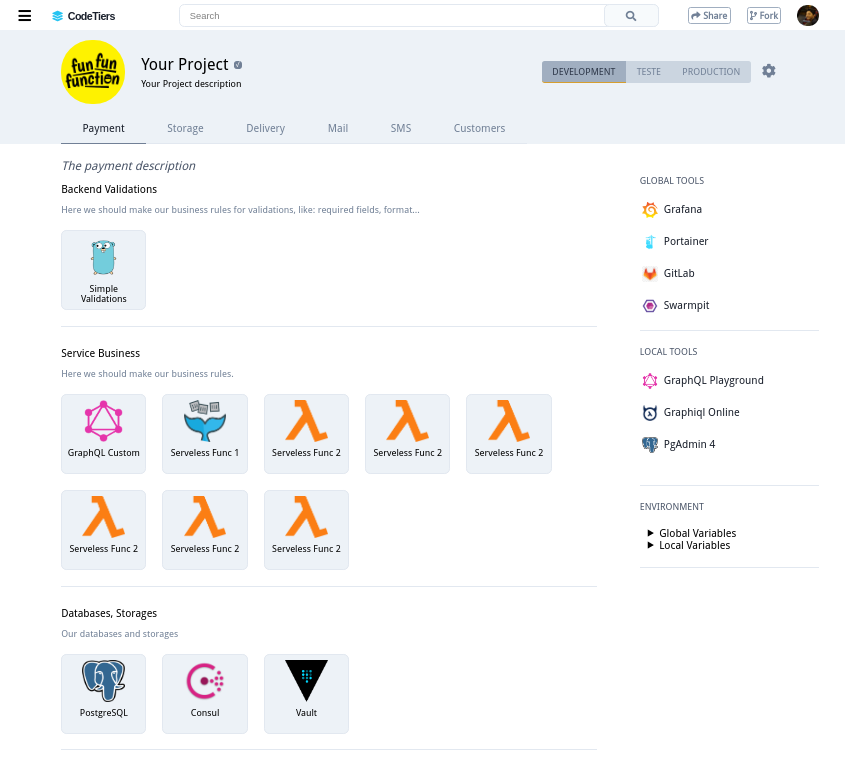 CodeTiers
Search
Share
Fork
fun fun
function
Your Project
Your Project description
DEVELOPMENT
TESTE
PRODUCTION
Payment
Storage
Delivery
Mail
SMS
Customers
The payment description
Backend Validations
Here we should make our business rules for validations, like: required fields, format...
Simple
Validations
Service Business
Here we should make our business rules.
GraphQL Custom
Serveless Func 1
Serveless Func 2
Serveless Func 2
Serveless Func 2
Serveless Func 2
Serveless Func 2
Serveless Func 2
Databases, Storages
Our databases and storages
PostgreSQL
Consul
Vault
GLOBAL TOOLS
Grafana
Portainer
GitLab
Swarmpit
LOCAL TOOLS
GraphQL Playground
Graphiql Online
PgAdmin 4
ENVIRONMENT
Global Variables
Local Variables